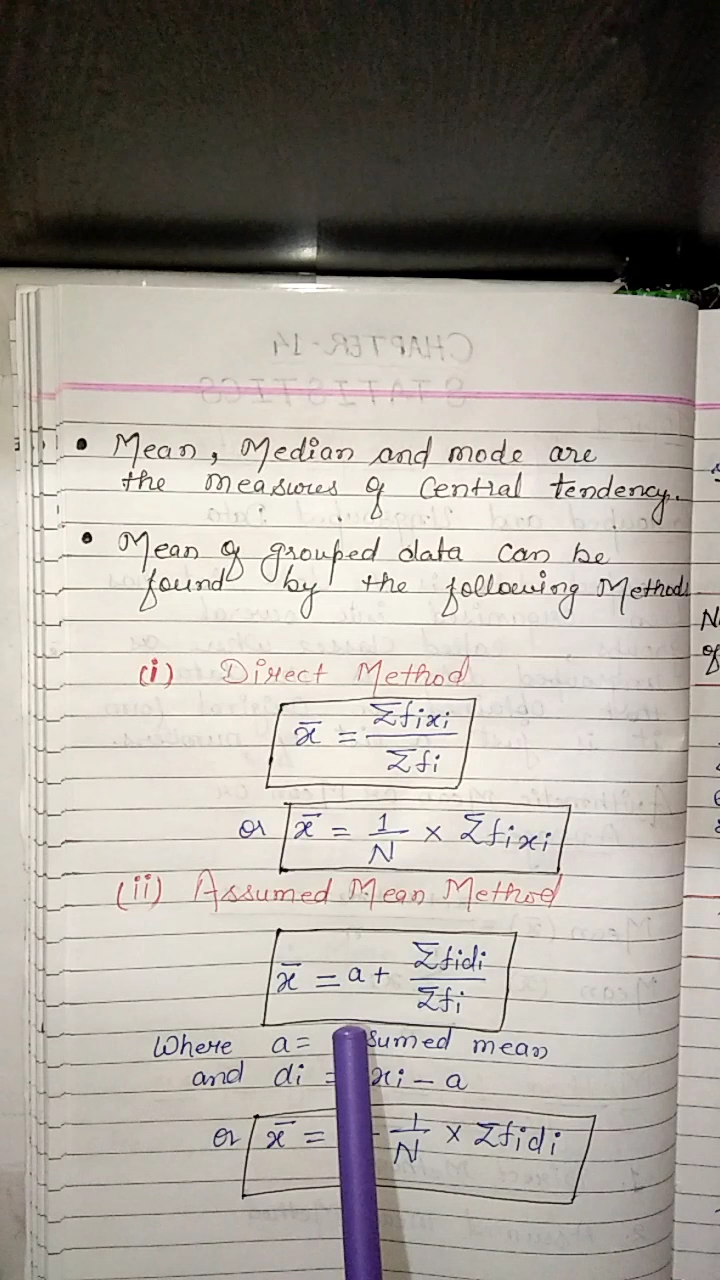 • Mean, Median and mode are
the measures of Central tendency.
• Mean of grouped data can be
found by the following Method
(i) Direct Method
x̄ = Σfixi / Σfi
or x̄ = 1/N × Σfixi
(ii) Assumed Mean Method
x̄ = a + Σfidi / Σfi
Where a = sumed mean
and di = xi - a
or x̄ = 1/N × Σfidi